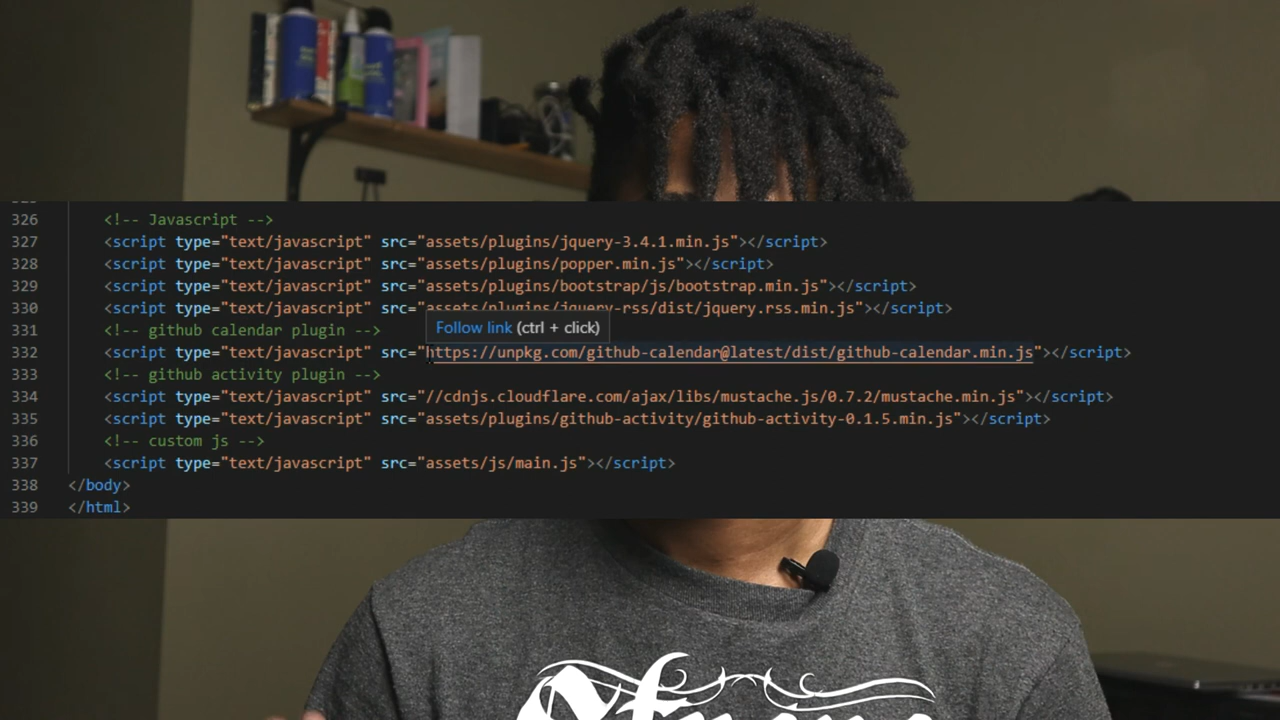 326 <!-- Javascript -->
327 <script type="text/javascript" src="assets/plugins/jquery-3.4.1.min.js"></script>
328 <script type="text/javascript" src="assets/plugins/popper.min.js"></script>
329 <script type="text/javascript" src="assets/plugins/bootstrap/js/bootstrap.min.js"></script>
330 <script type="text/javascript" src="assets/plugins/jquery-rss/dist/jquery.rss.min.js"></script>
331 <!-- github calendar plugin -->
Follow link (ctrl + click)
332 <script type="text/javascript" src="https://unpkg.com/github-calendar@latest/dist/github-calendar.min.js"></script>
333 <!-- github activity plugin -->
334 <script type="text/javascript" src="//cdnjs.cloudflare.com/ajax/libs/mustache.js/0.7.2/mustache.min.js"></script>
335 <script type="text/javascript" src="assets/plugins/github-activity/github-activity-0.1.5.min.js"></script>
336 <!-- custom js -->
337 <script type="text/javascript" src="assets/js/main.js"></script>
338 </body>
339 </html>